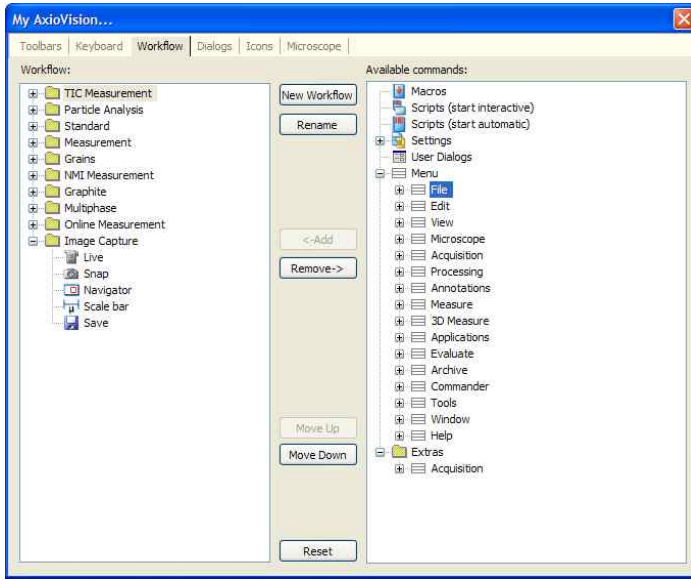 My AxioVision...
Toolbars Keyboard Workflow Dialogs Icons Microscope
Workflow:
TIC Measurement
Particle Analysis
Standard
Measurement
Grains
NMI Measurement
Graphite
Multiphase
Online Measurement
Image Capture
Live
Snap
Navigator
Scale bar
Save
New Workflow
Rename
<-Add
Remove->
Move Up
Move Down
Reset
Available commands:
Macros
Scripts (start interactive)
Scripts (start automatic)
Settings
User Dialogs
Menu
File
Edit
View
Microscope
Acquisition
Processing
Annotations
Measure
3D Measure
Applications
Evaluate
Archive
Commander
Tools
Window
Help
Extras
Acquisition